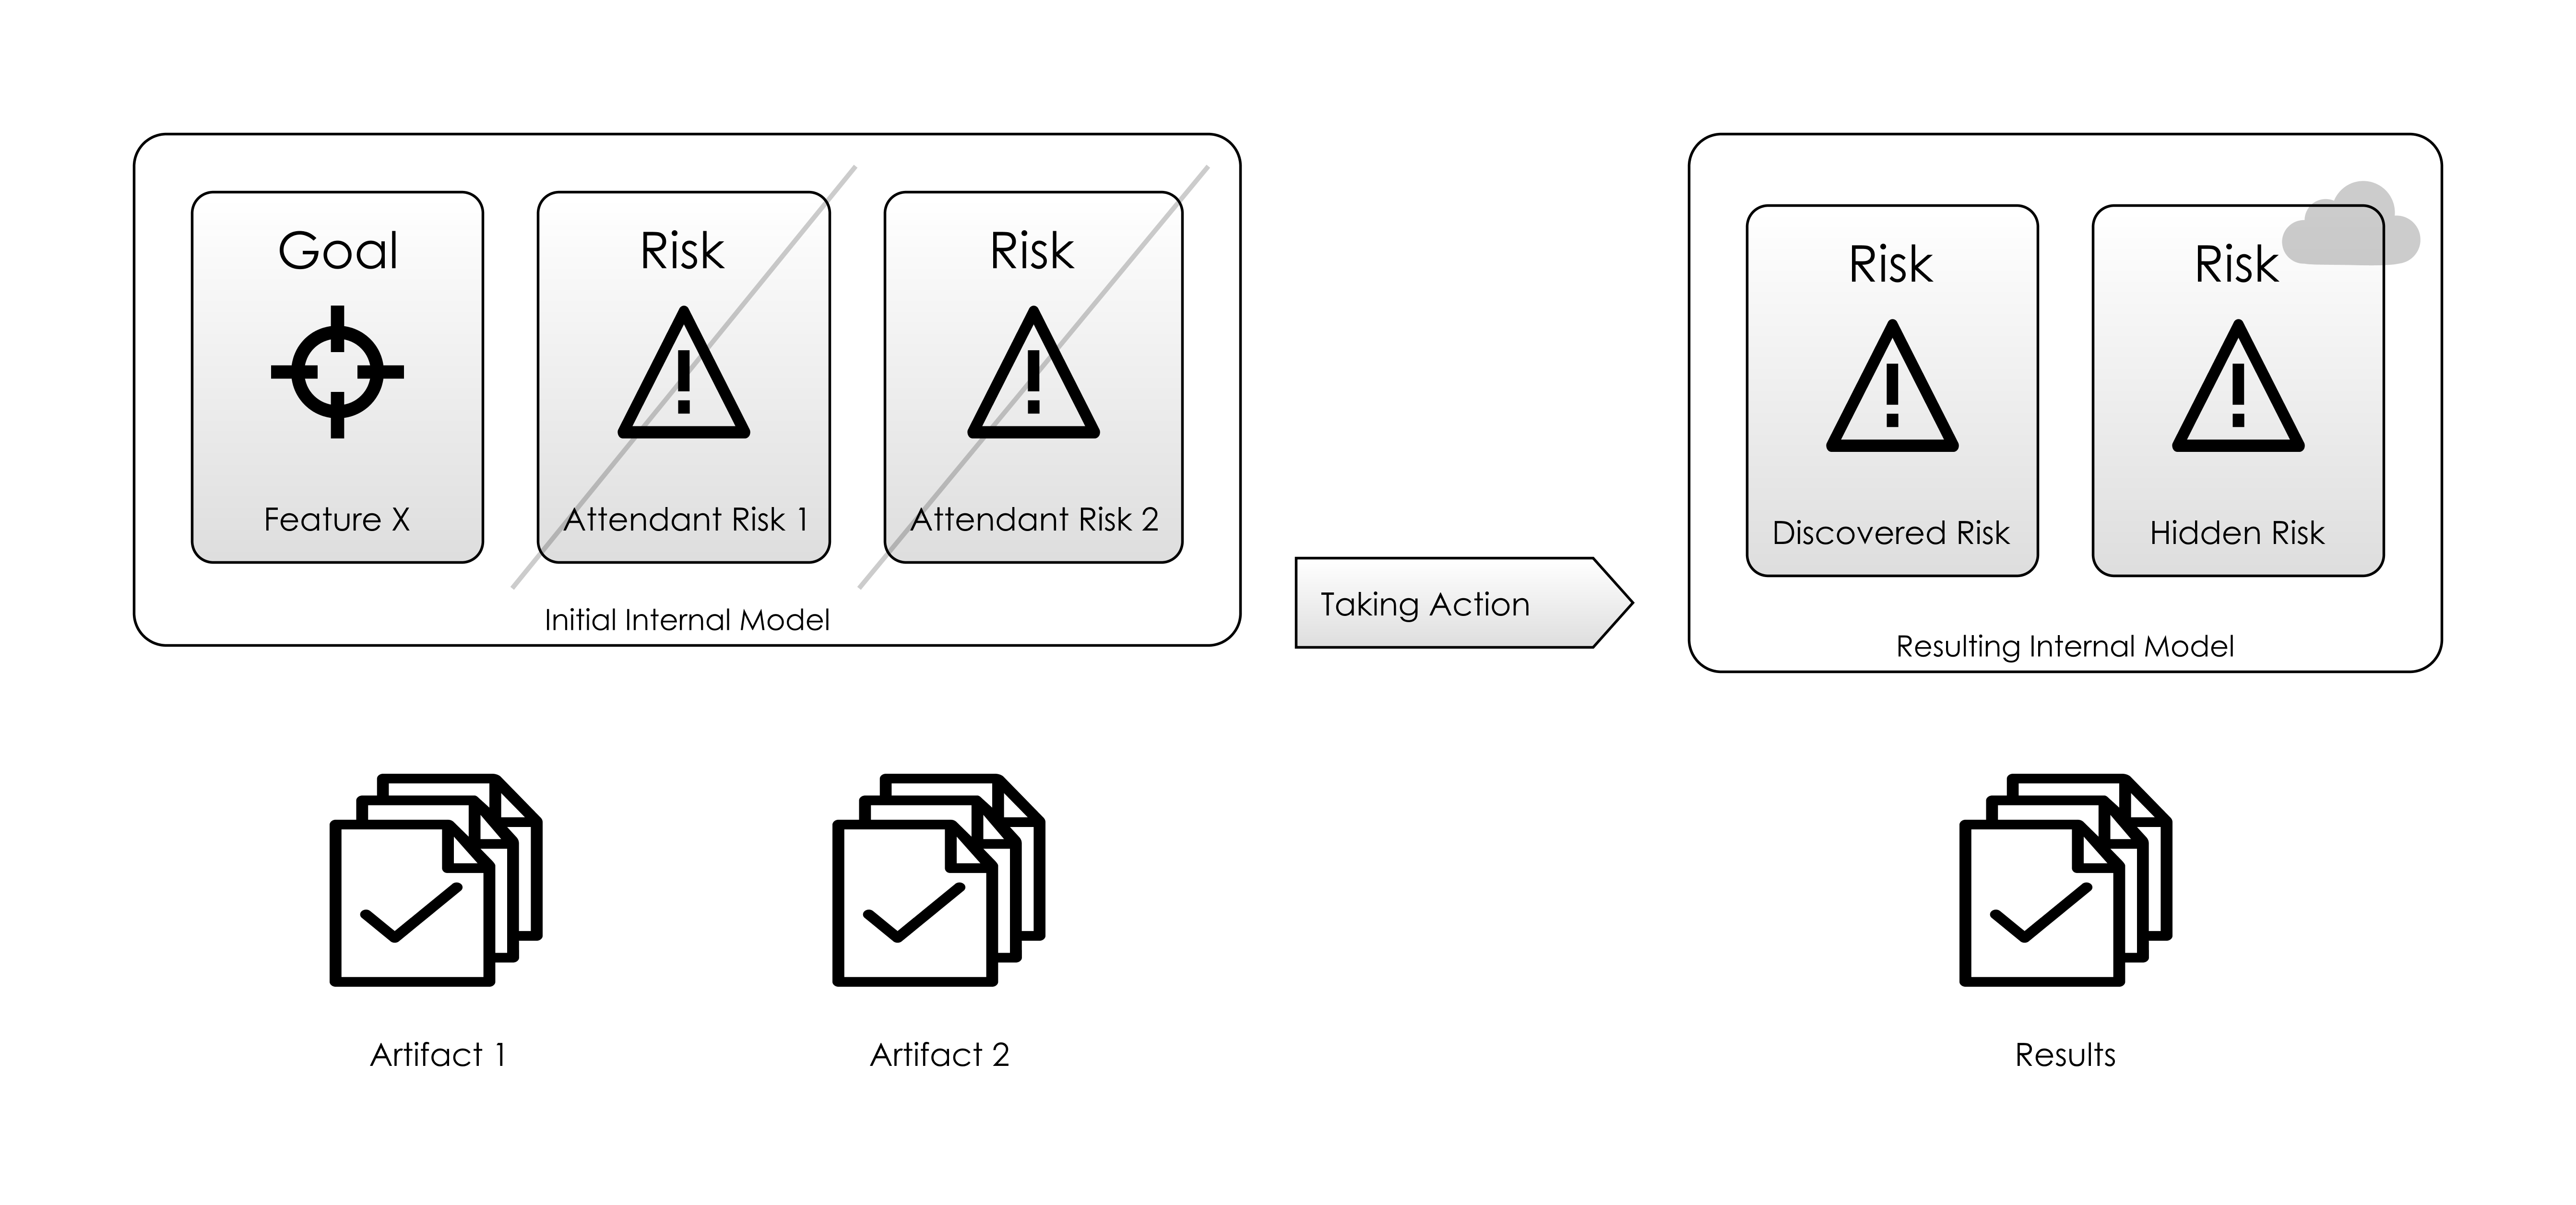 Goal
Feature X
Risk
Attendant Risk 1
Risk
Attendant Risk 2
Initial Internal Model
Taking Action
Risk
Discovered Risk
Risk
Hidden Risk
Resulting Internal Model
Artifact 1
Artifact 2
Results